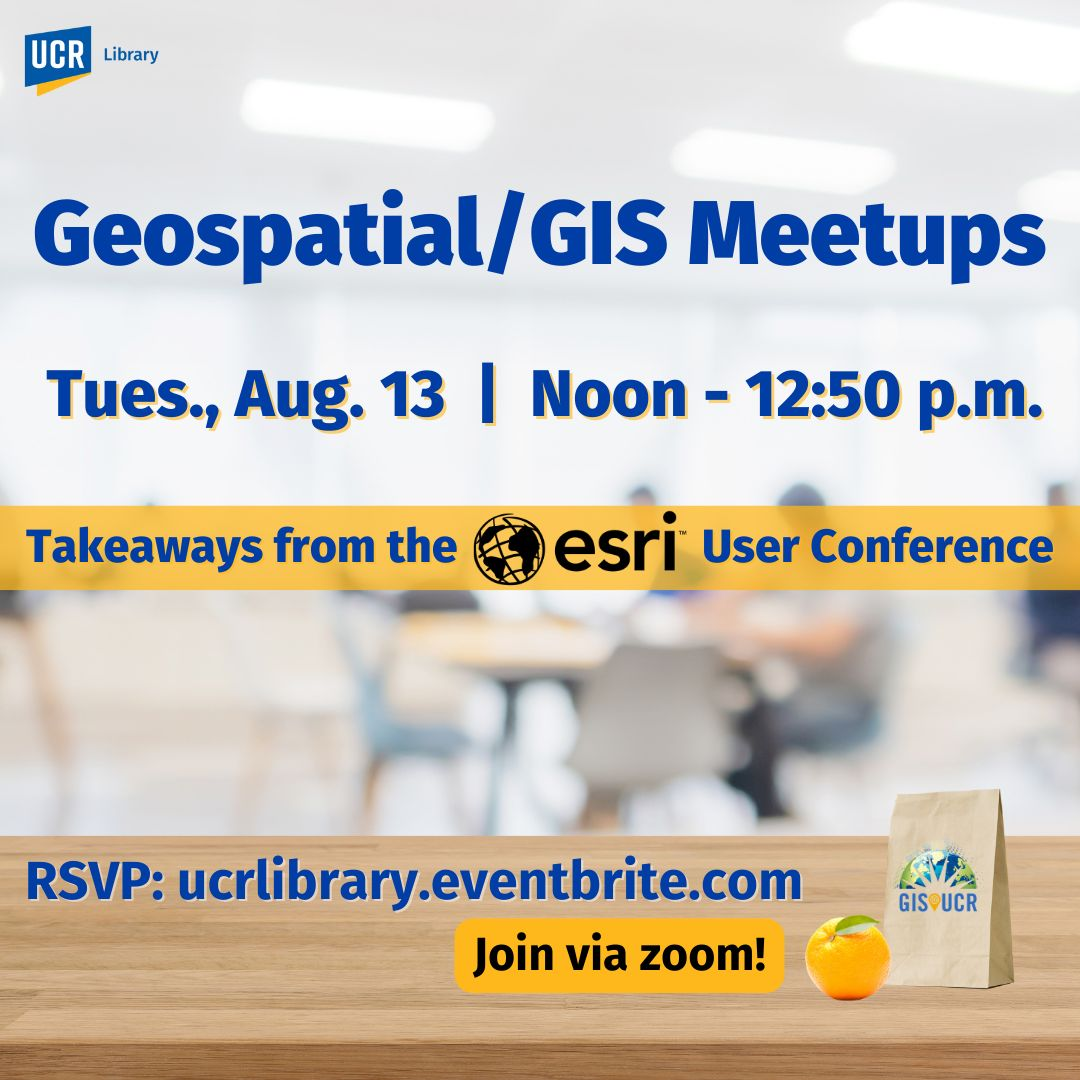 UCR Library
Geospatial/GIS Meetups
Tues., Aug. 13 | Noon - 12:50 p.m.
Takeaways from the esri™ User Conference
RSVP: ucrlibrary.eventbrite.com
GIS UCR
Join via zoom!